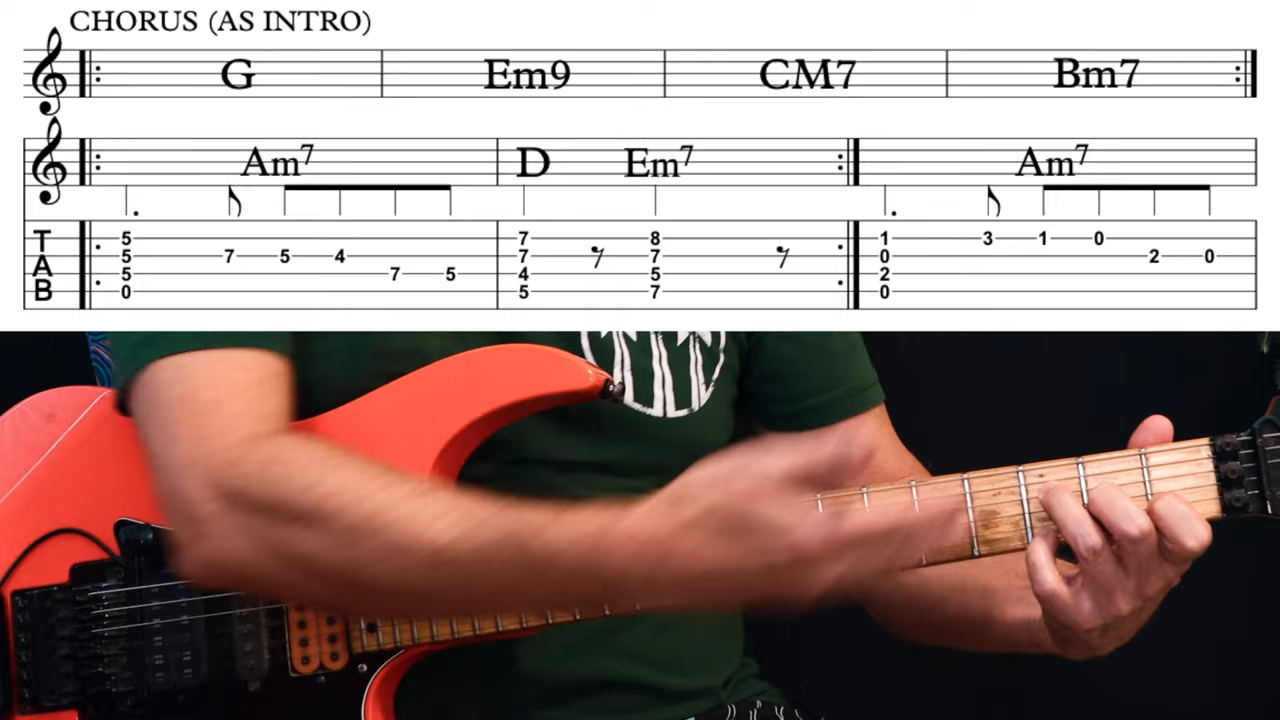 CHORUS (AS INTRO)
G Em9 CM7 Bm7
Am7 D Em7 Am7
T 5 7 8 1 3 1 0
A 5 7 5 4 7 7 0 2 0
5 7 5 4 5 2
B 0 5 7 0